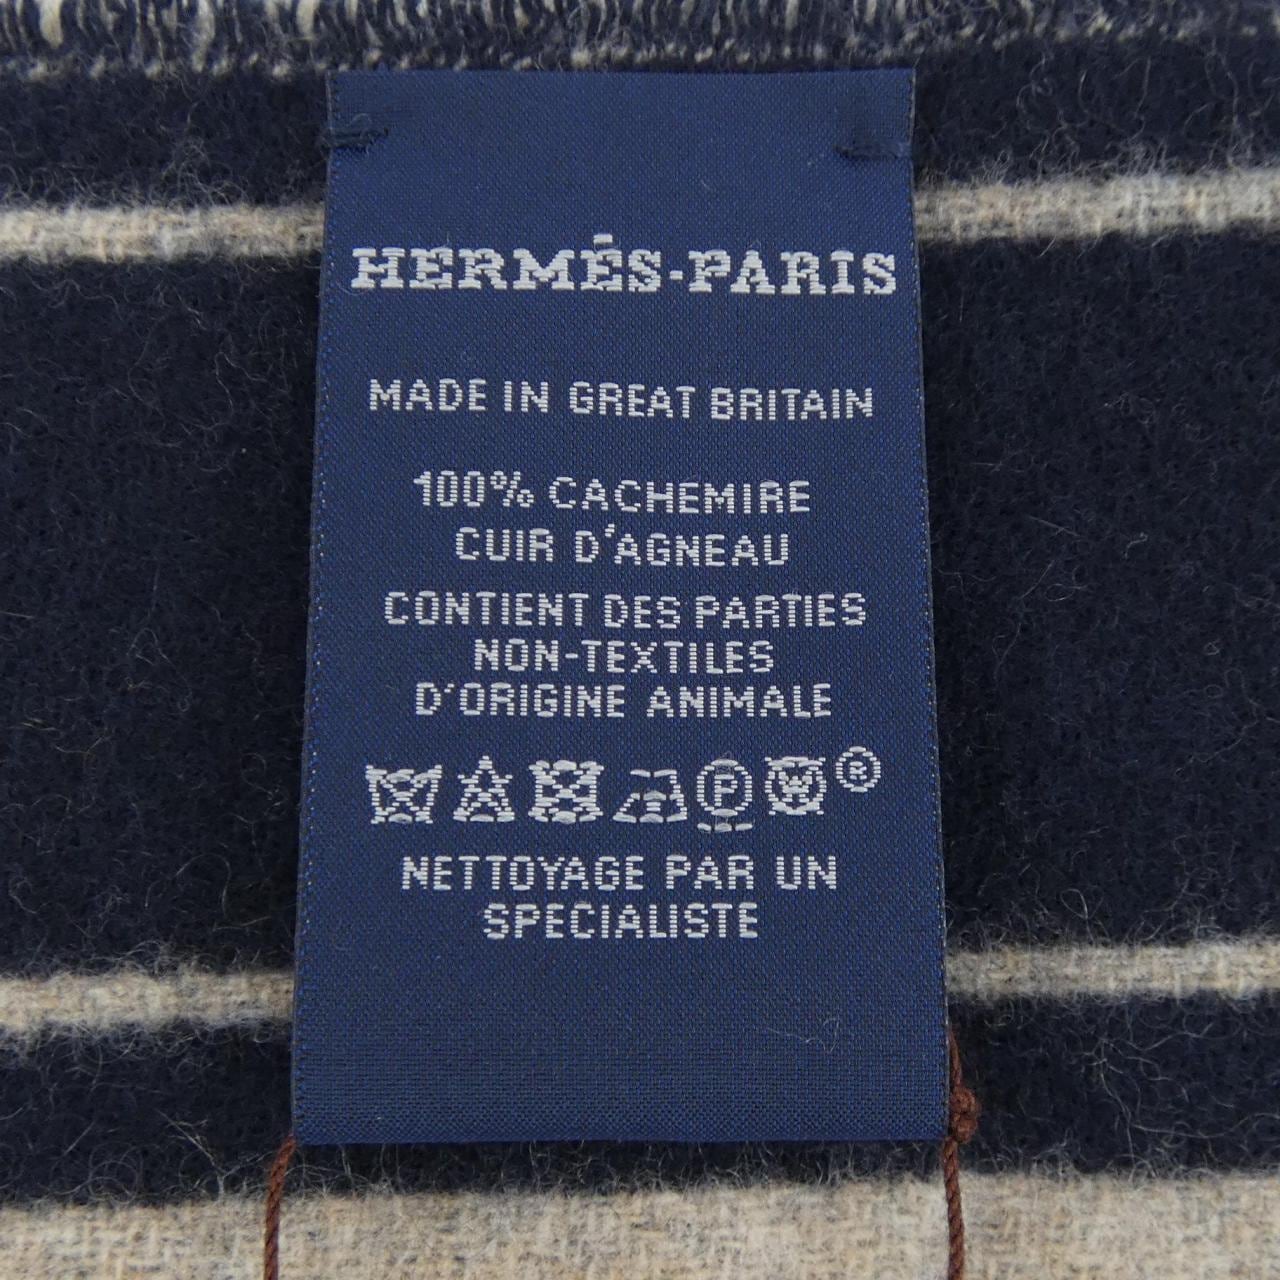 HERMÈS-PARIS
MADE IN GREAT BRITAIN
100% CACHEMIRE
CUIR D'AGNEAU
CONTIENT DES PARTIES
NON-TEXTILES
D'ORIGINE ANIMALE
P ®
NETTOYAGE PAR UN
SPECIALISTE